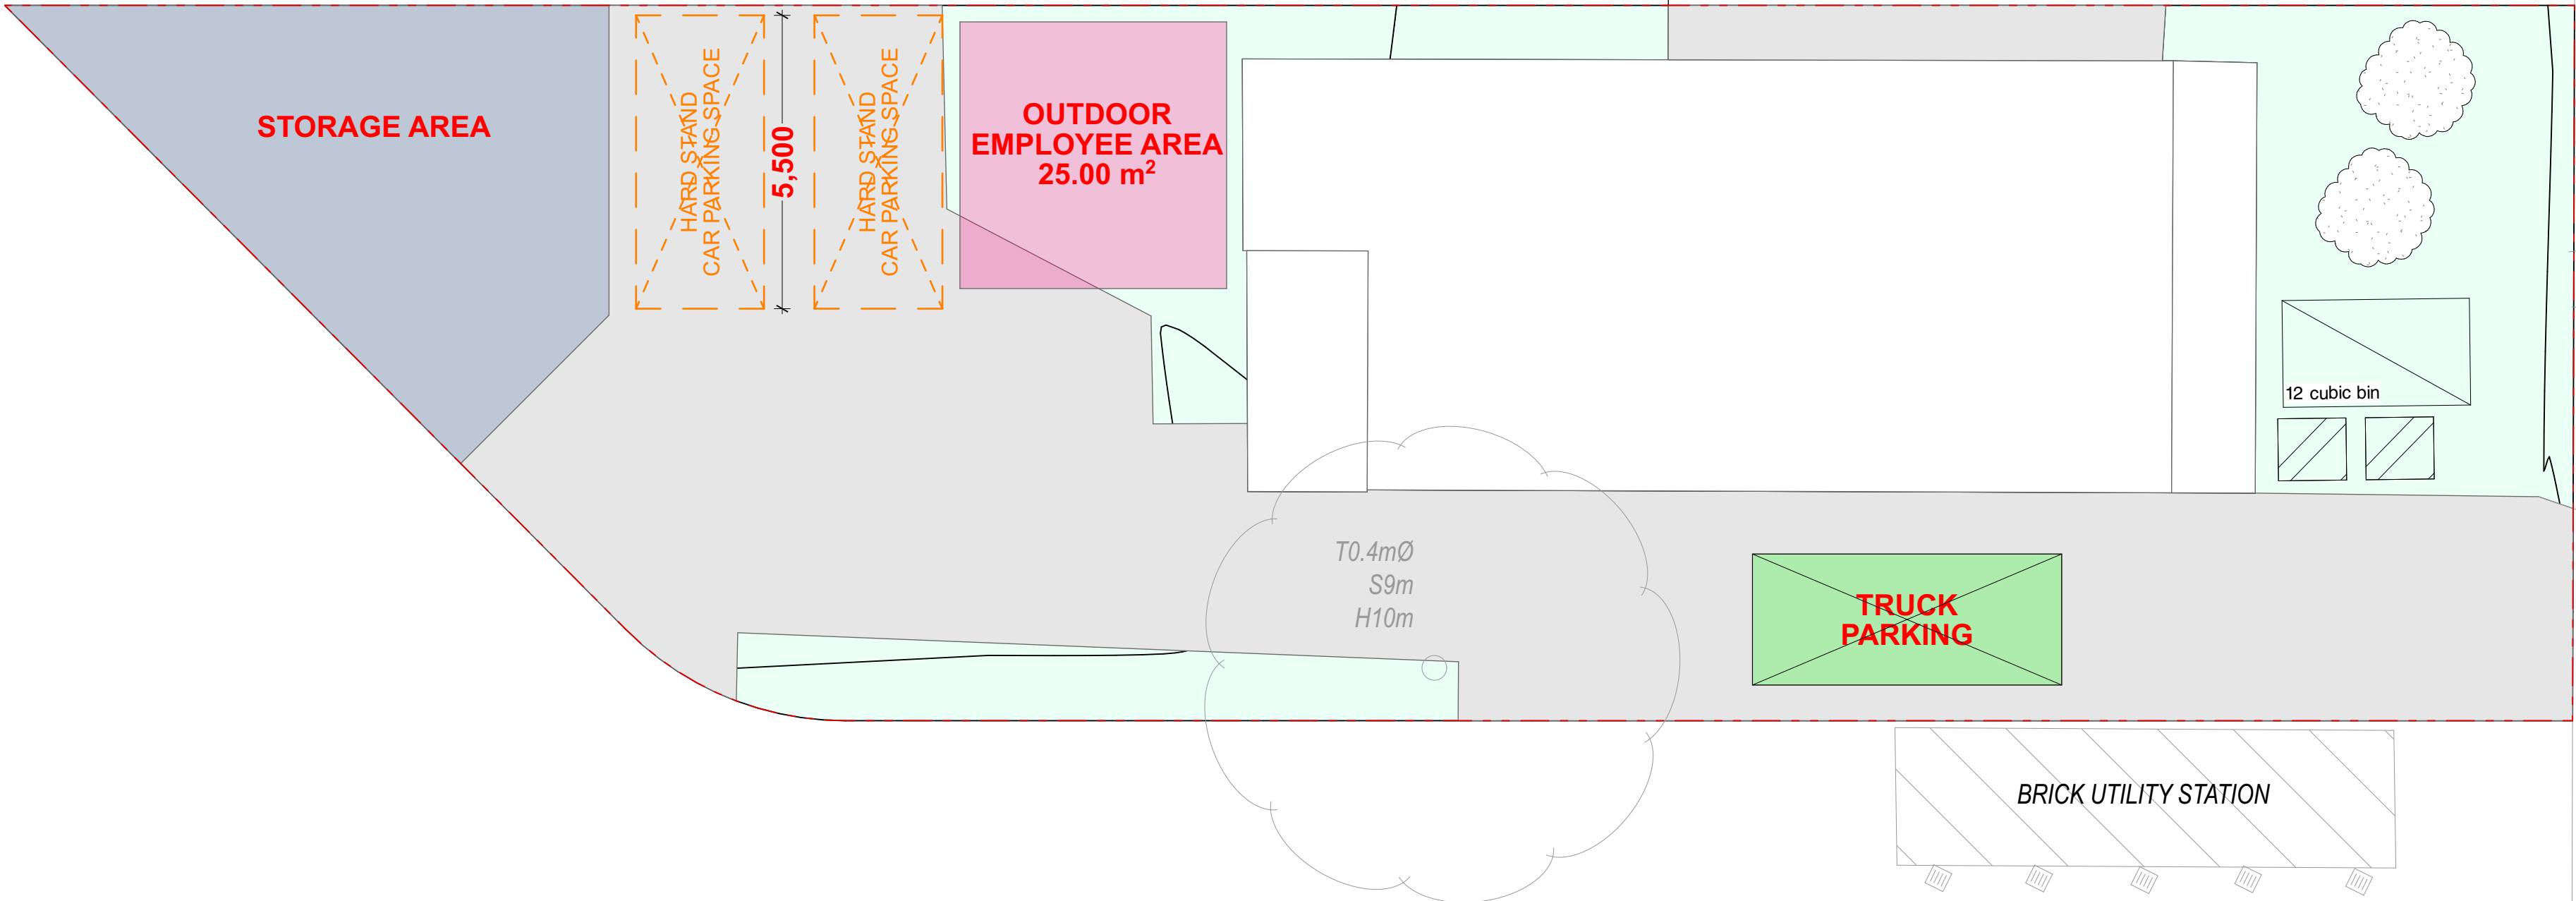 STORAGE AREA
HARD STAND
CAR PARKING SPACE
5,500
HARD STAND
CAR PARKING SPACE
OUTDOOR
EMPLOYEE AREA
25.00 m²
12 cubic bin
T0.4mØ
S9m
H10m
TRUCK
PARKING
BRICK UTILITY STATION